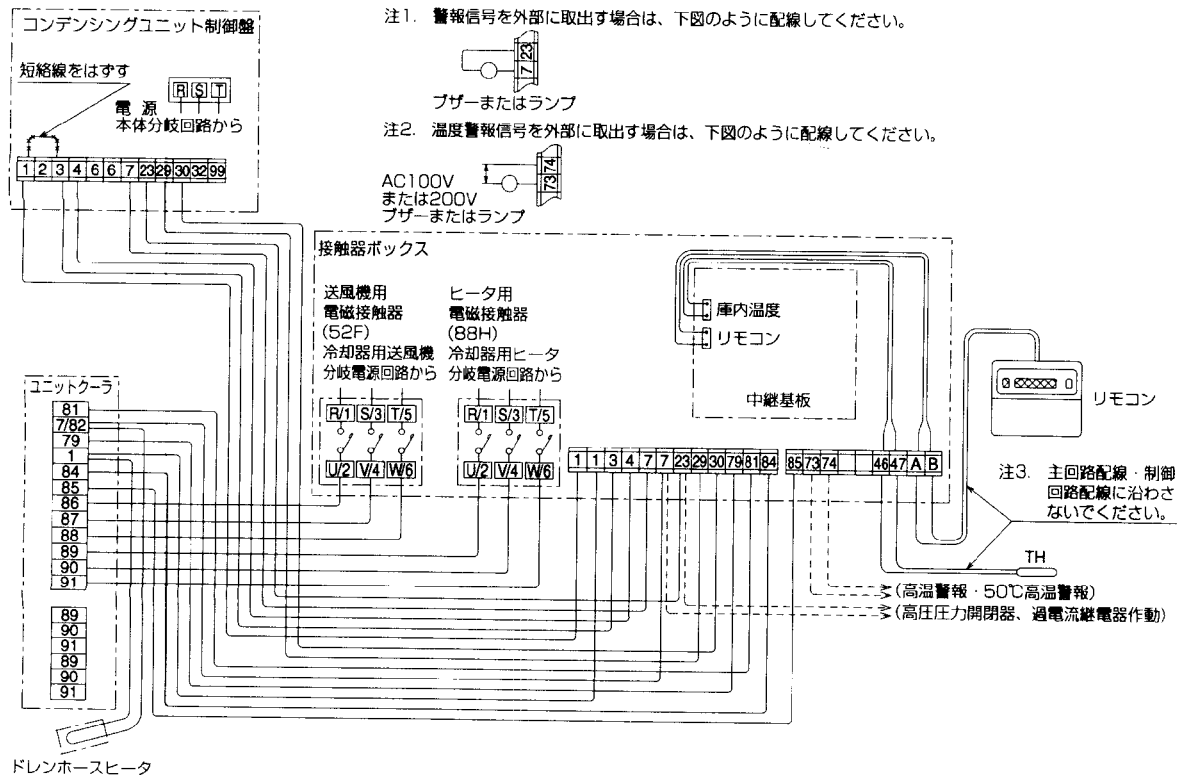 注1. 警報信号を外部に取出す場合は、下図のように配線してください。
7 23
ブザーまたはランプ
注2. 温度警報信号を外部に取出す場合は、下図のように配線してください。
73 74
AC100V
または200V
ブザーまたはランプ
コンデンシングユニット制御盤
短絡線をはずす
R S T
電 源
本体分岐回路から
1 2 3 4 6 6 7 23 29 30 32 99
接触器ボックス
送風機用
電磁接触器
(52F)
冷却器用送風機
分岐電源回路から
R/1 S/3 T/5
U/2 V/4 W/6
ヒータ用
電磁接触器
(88H)
冷却器用ヒータ
分岐電源回路から
R/1 S/3 T/5
U/2 V/4 W/6
庫内温度
リモコン
中継基板
1 1 3 4 7 7 23 29 30 79 81 84
85 73 74 46 47 A B
リモコン
注3. 主回路配線・制御
回路配線に沿わさ
ないでください。
TH
(高温警報・50℃高温警報)
(高圧圧力開閉器、過電流継電器作動)
ユニットクーラ
81
7/82
79
1
84
85
86
87
88
89
90
91
89
90
91
89
90
91
ドレンホースヒータ